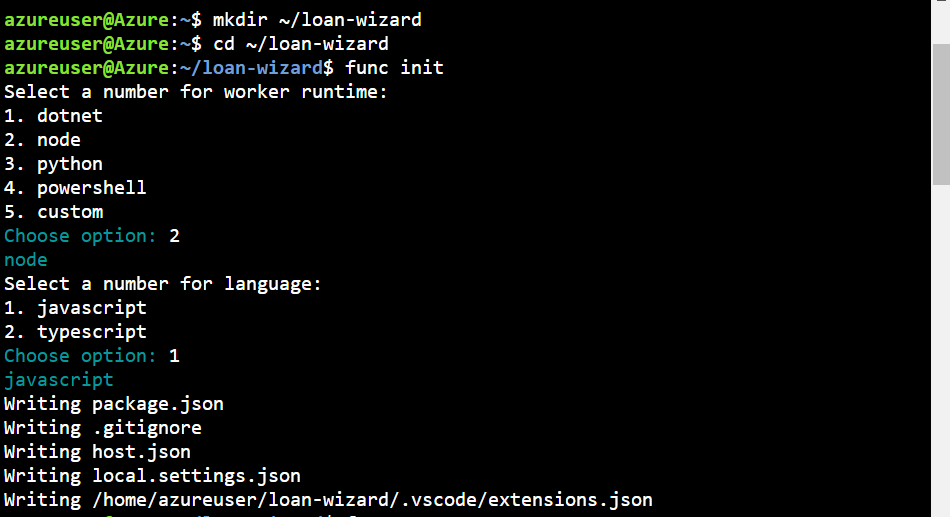 azureuser@Azure:~$ mkdir ~/loan-wizard
azureuser@Azure:~$ cd ~/loan-wizard
azureuser@Azure:~/loan-wizard$ func init
Select a number for worker runtime:
1. dotnet
2. node
3. python
4. powershell
5. custom
Choose option: 2
node
Select a number for language:
1. javascript
2. typescript
Choose option: 1
javascript
Writing package.json
Writing .gitignore
Writing host.json
Writing local.settings.json
Writing /home/azureuser/loan-wizard/.vscode/extensions.json